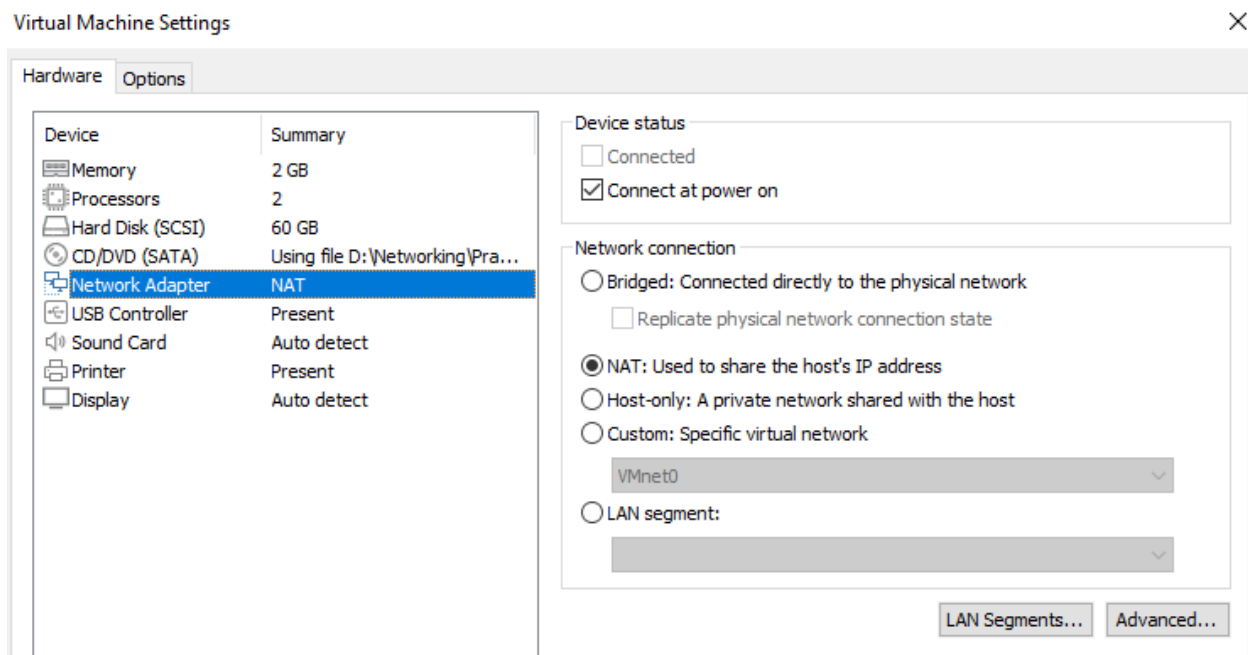 Virtual Machine Settings
Hardware
Options
Device Summary
Memory 2 GB
Processors 2
Hard Disk (SCSI) 60 GB
CD/DVD (SATA) Using file D:\Networking\Pra...
Network Adapter NAT
USB Controller Present
Sound Card Auto detect
Printer Present
Display Auto detect
Device status
Connected
Connect at power on
Network connection
Bridged: Connected directly to the physical network
Replicate physical network connection state
NAT: Used to share the host's IP address
Host-only: A private network shared with the host
Custom: Specific virtual network
VMnet0
LAN segment:
LAN Segments...
Advanced...